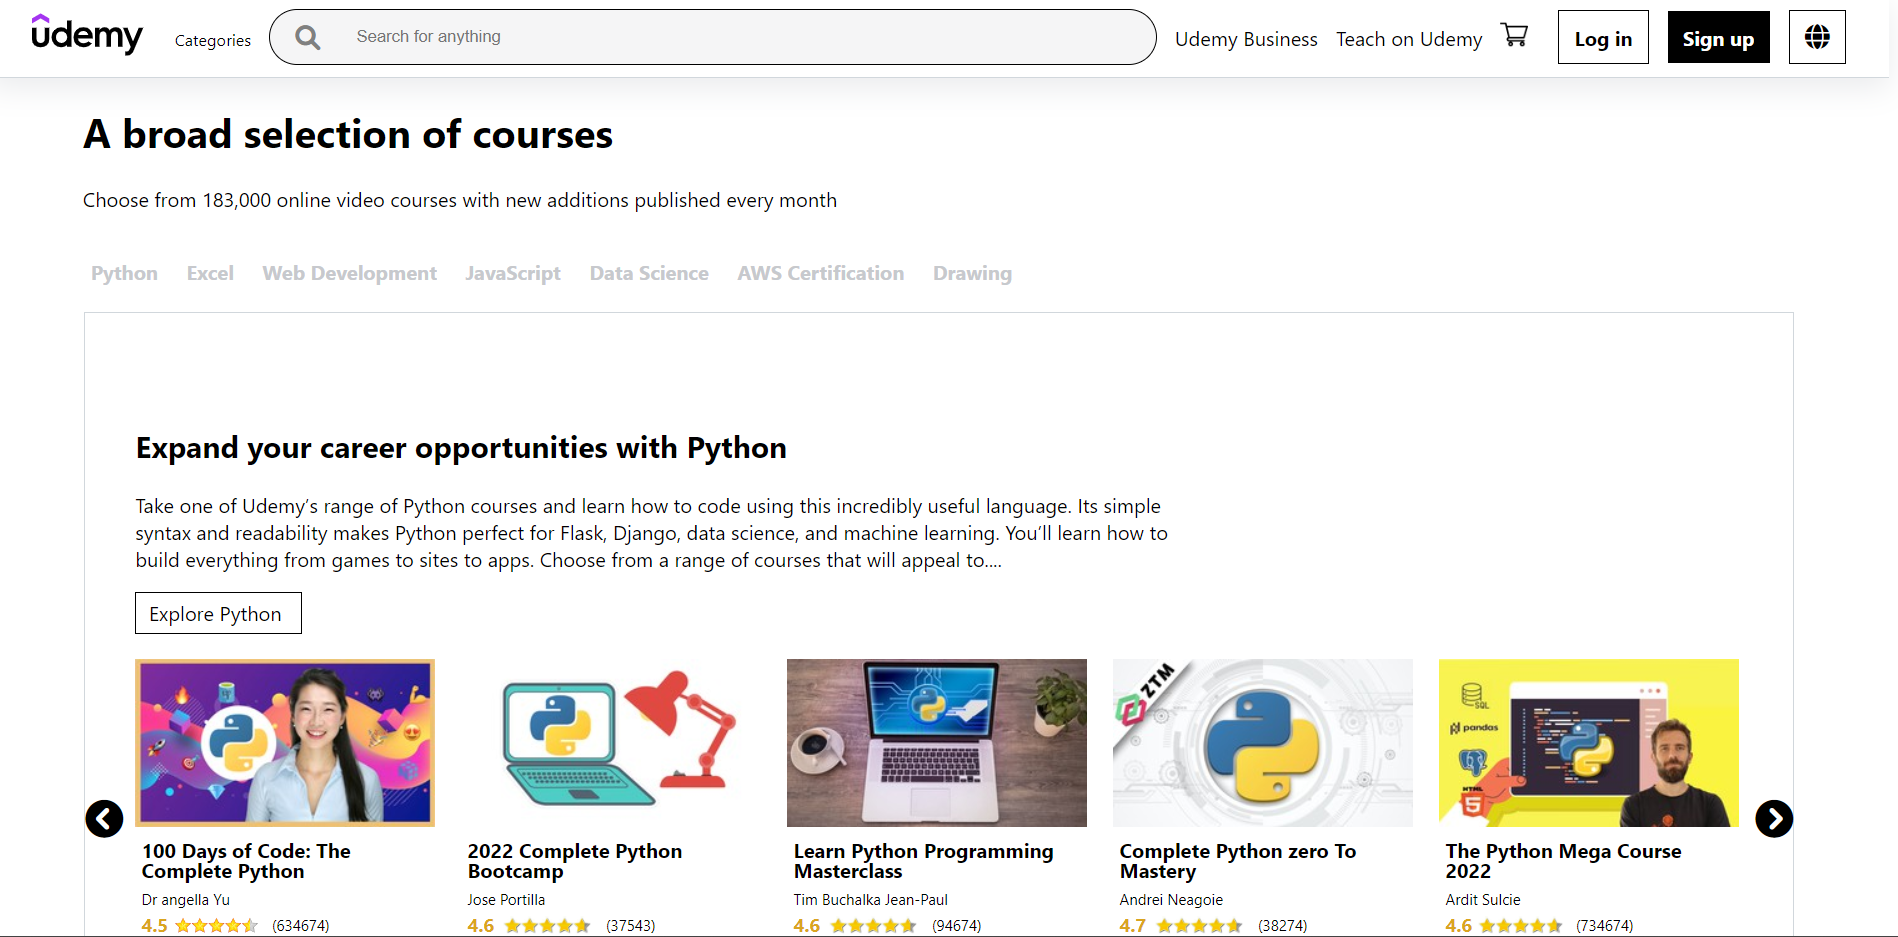 udemy
Categories
Search for anything
Udemy Business
Teach on Udemy
Log in
Sign up
A broad selection of courses
Choose from 183,000 online video courses with new additions published every month
Python Excel Web Development JavaScript Data Science AWS Certification Drawing
Expand your career opportunities with Python
Take one of Udemy’s range of Python courses and learn how to code using this incredibly useful language. Its simple
syntax and readability makes Python perfect for Flask, Django, data science, and machine learning. You’ll learn how to
build everything from games to sites to apps. Choose from a range of courses that will appeal to....
Explore Python
100 Days of Code: The
Complete Python
Dr angella Yu
4.5 (634674)
2022 Complete Python
Bootcamp
Jose Portilla
4.6 (37543)
Learn Python Programming
Masterclass
Tim Buchalka Jean-Paul
4.6 (94674)
ZTM
Complete Python zero To
Mastery
Andrei Neagoie
4.7 (38274)
SQL
pandas
HTML
5
The Python Mega Course
2022
Ardit Sulcie
4.6 (734674)